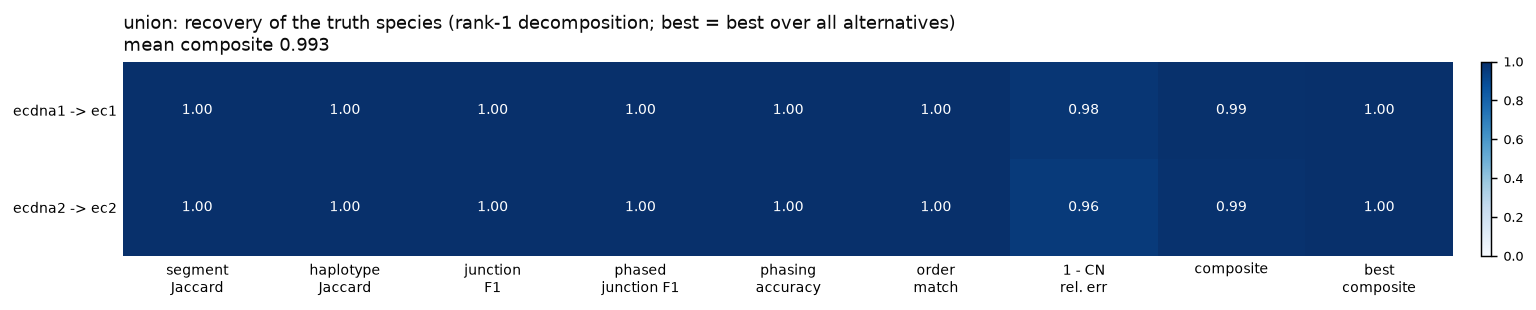 union: recovery of the truth species (rank-1 decomposition; best = best over all alternatives)
mean composite 0.993
ecdna1 -> ec1
1.00 1.00 1.00 1.00 1.00 1.00 0.98 0.99 1.00
ecdna2 -> ec2
1.00 1.00 1.00 1.00 1.00 1.00 0.96 0.99 1.00
segment
Jaccard
haplotype
Jaccard
junction
F1
phased
junction F1
phasing
accuracy
order
match
1 - CN
rel. err
composite
best
composite
1.0
0.8
0.6
0.4
0.2
0.0